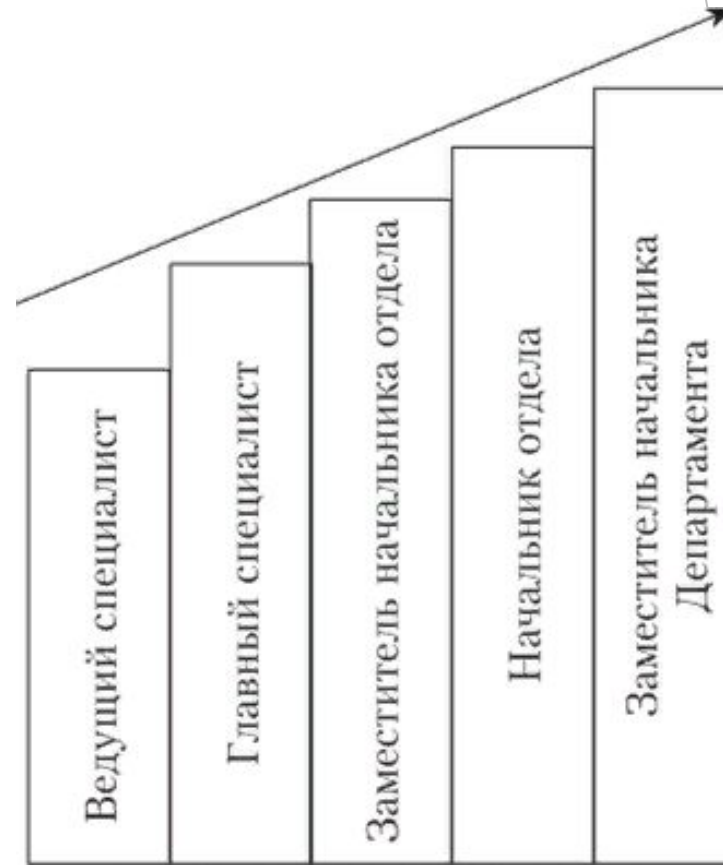 Ведущий специалист
Главный специалист
Заместитель начальника отдела
Начальник отдела
Заместитель начальника
Департамента